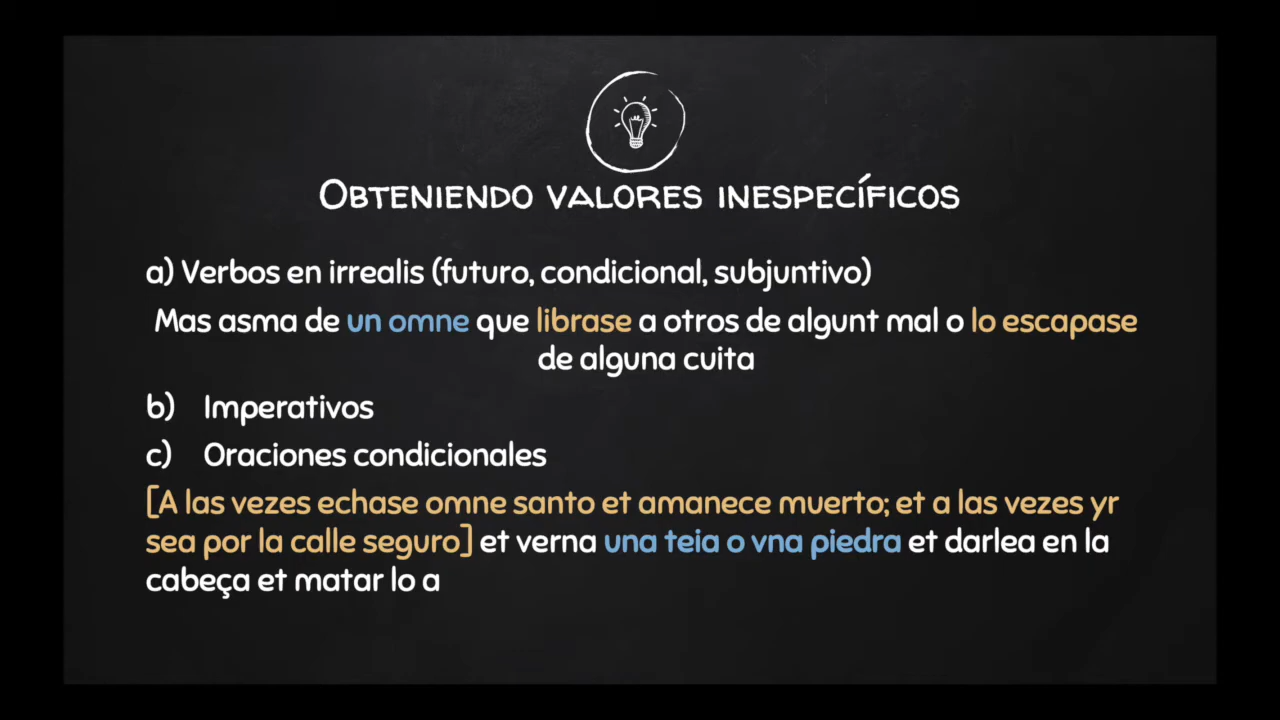 Obteniendo valores inespecíficos
a) Verbos en irrealis (futuro, condicional, subjuntivo)
Mas asma de un omne que librase a otros de algunt mal o lo escapase
de alguna cuita
b) Imperativos
c) Oraciones condicionales
[A las vezes echase omne santo et amanece muerto; et a las vezes yr
sea por la calle seguro] et verna una teia o vna piedra et darlea en la
cabeça et matar lo a